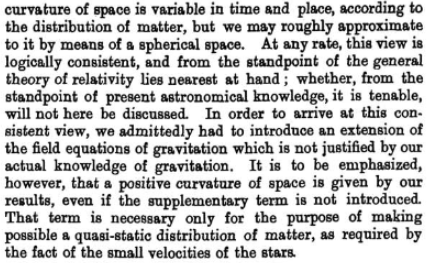 curvature of space is variable in time and place, according to
the distribution of matter, but we may roughly approximate
to it by means of a spherical space. At any rate, this view is
logically consistent, and from the standpoint of the general
theory of relativity lies nearest at hand; whether, from the
standpoint of present astronomical knowledge, it is tenable,
will not here be discussed. In order to arrive at this con-
sistent view, we admittedly had to introduce an extension of
the field equations of gravitation which is not justified by our
actual knowledge of gravitation. It is to be emphasized,
however, that a positive curvature of space is given by our
results, even if the supplementary term is not introduced.
That term is necessary only for the purpose of making
possible a quasi-static distribution of matter, as required by
the fact of the small velocities of the stars.